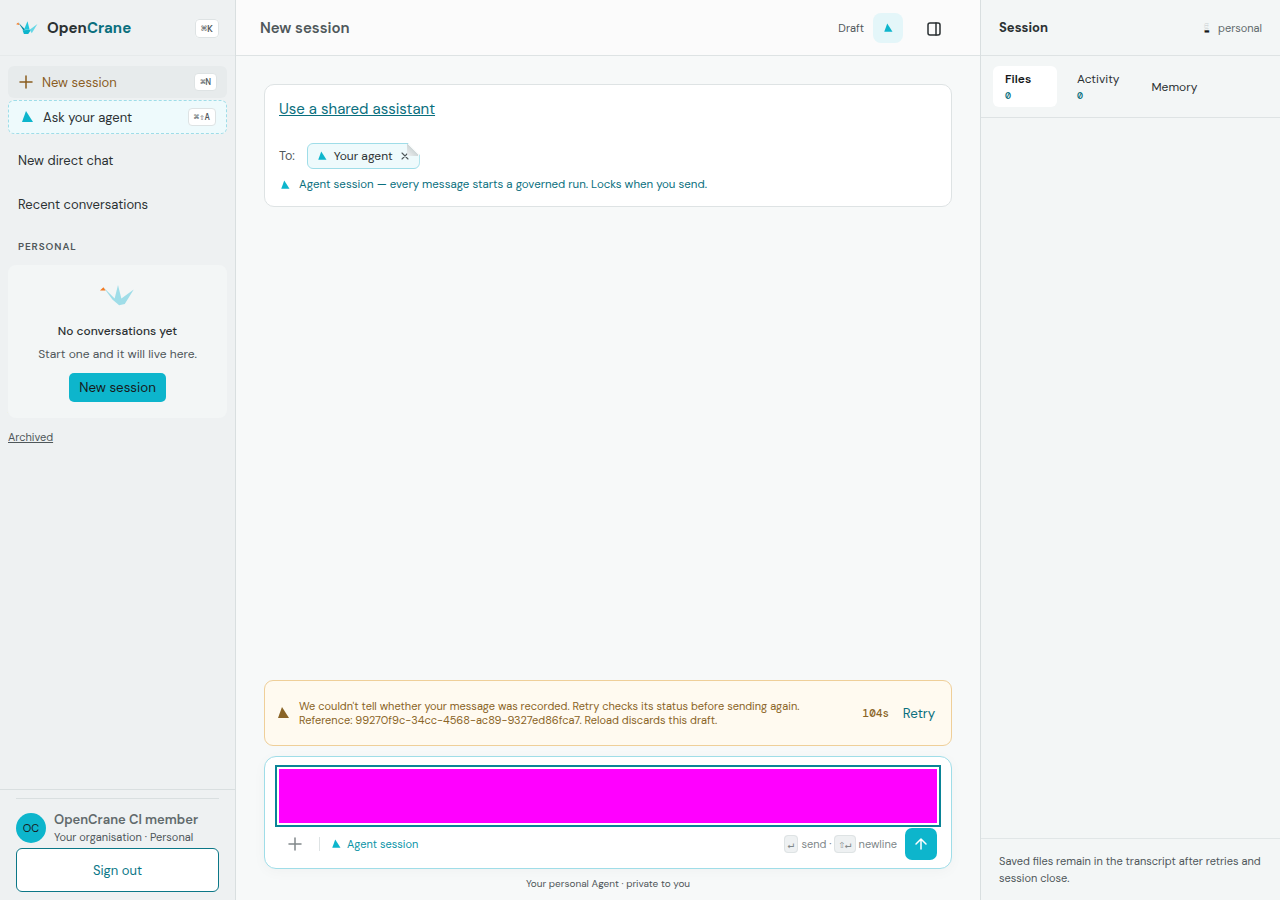 OpenCrane
⌘K
New session
⌘N
Ask your agent
⌘⇧A
New direct chat
Recent conversations
PERSONAL
No conversations yet
Start one and it will live here.
New session
Archived
OC
OpenCrane CI member
Your organisation · Personal
Sign out
New session
Draft
Use a shared assistant
To:
Your agent ×
Agent session — every message starts a governed run. Locks when you send.
We couldn't tell whether your message was recorded. Retry checks its status before sending again.
Reference: 99270f9c-34cc-4568-ac89-9327ed86fca7. Reload discards this draft.
104s
Retry
Agent session
↵ send · ⇧↵ newline
Your personal Agent · private to you
Session
personal
Files
0
Activity
0
Memory
Saved files remain in the transcript after retries and
session close.